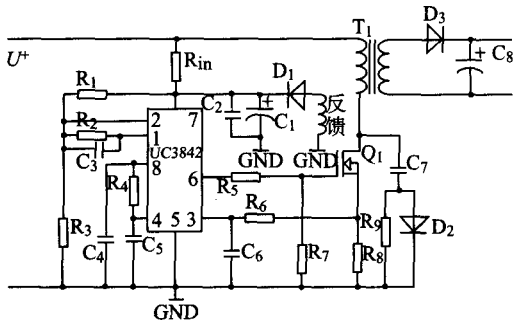 T₁
D₃
U⁺
R_in
+
C₈
R₁
D₁
+
反馈
C₂
C₁
2
7
R₂
1
C₃
UC3842
GND
GND
Q₁
8
C₇
R₄
6
R₅
R₆
R₃
4
5
3
R₉
D₂
C₄
C₅
C₆
R₇
R₈
GND